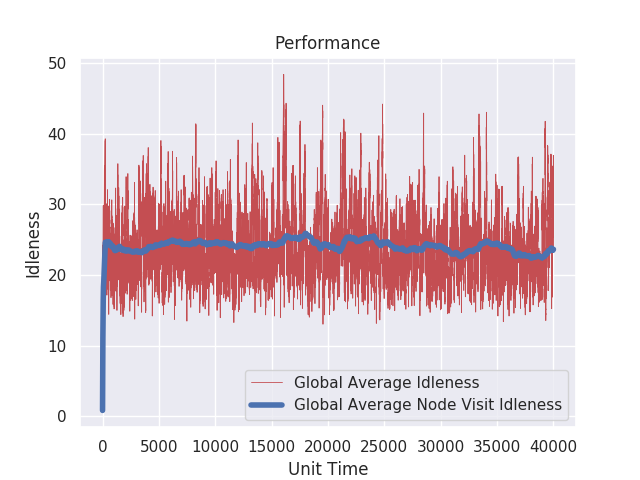 Performance
50
40
30
20
10
0
Idleness
Global Average Idleness
Global Average Node Visit Idleness
0 5000 10000 15000 20000 25000 30000 35000 40000
Unit Time